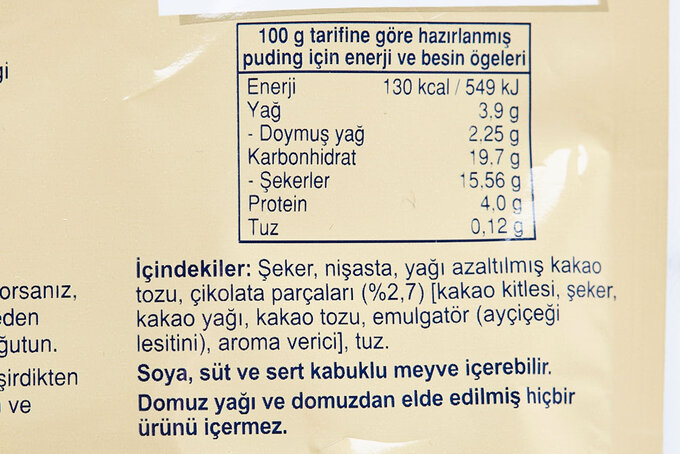 100 g tarifine göre hazırlanmış
puding için enerji ve besin ögeleri
Enerji 130 kcal / 549 kJ
Yağ 3,9 g
- Doymuş yağ 2,25 g
Karbonhidrat 19,7 g
- Şekerler 15,56 g
Protein 4,0 g
Tuz 0,12 g
İçindekiler: Şeker, nişasta, yağı azaltılmış kakao
tozu, çikolata parçaları (%2,7) [kakao kitlesi, şeker,
kakao yağı, kakao tozu, emulgatör (ayçiçeği
lesitini), aroma verici], tuz.
Soya, süt ve sert kabuklu meyve içerebilir.
Domuz yağı ve domuzdan elde edilmiş hiçbir
ürünü içermez.
gi
orsanız,
eden
ğutun.
şirdikten
ve